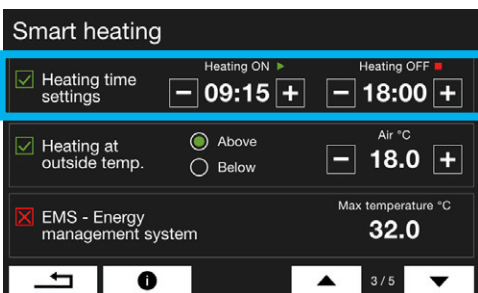 Smart heating
Heating time
settings
Heating ON
09:15
Heating OFF
18:00
Heating at
outside temp.
Above
Below
Air °C
18.0
EMS - Energy
management system
Max temperature °C
32.0
3/5